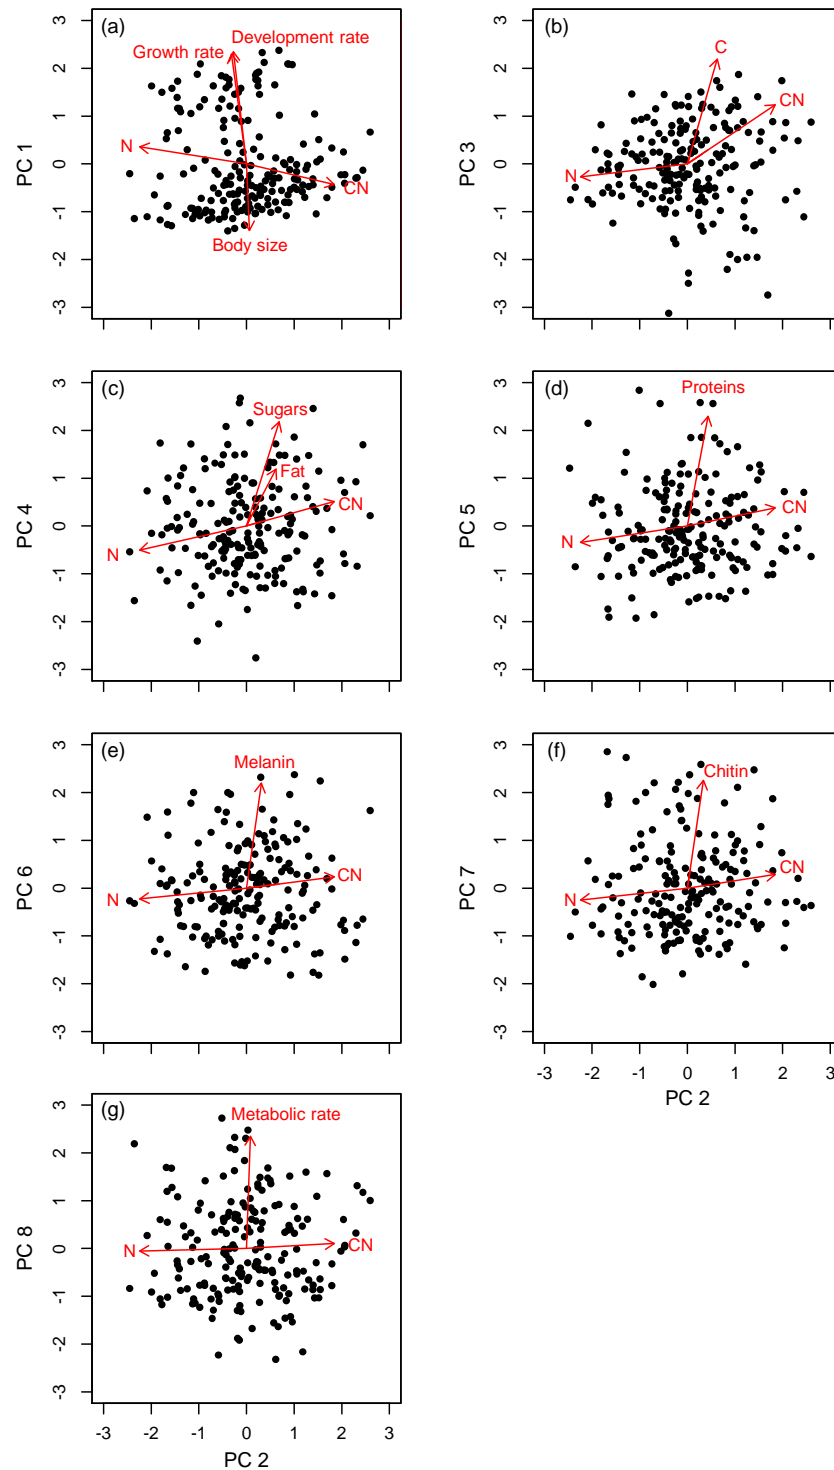 (a)
Development rate
Growth rate
N
CN
Body size
PC 1
3
2
1
0
-1
-2
-3
(b)
C
CN
N
PC 3
3
2
1
0
-1
-2
-3
(c)
Sugars
Fat
CN
N
PC 4
3
2
1
0
-1
-2
-3
(d)
Proteins
CN
N
PC 5
3
2
1
0
-1
-2
-3
(e)
Melanin
CN
N
PC 6
3
2
1
0
-1
-2
-3
(f)
Chitin
CN
N
PC 7
3
2
1
0
-1
-2
-3
-3 -2 -1 0 1 2 3
PC 2
(g)
Metabolic rate
N
CN
PC 8
3
2
1
0
-1
-2
-3
-3 -2 -1 0 1 2 3
PC 2